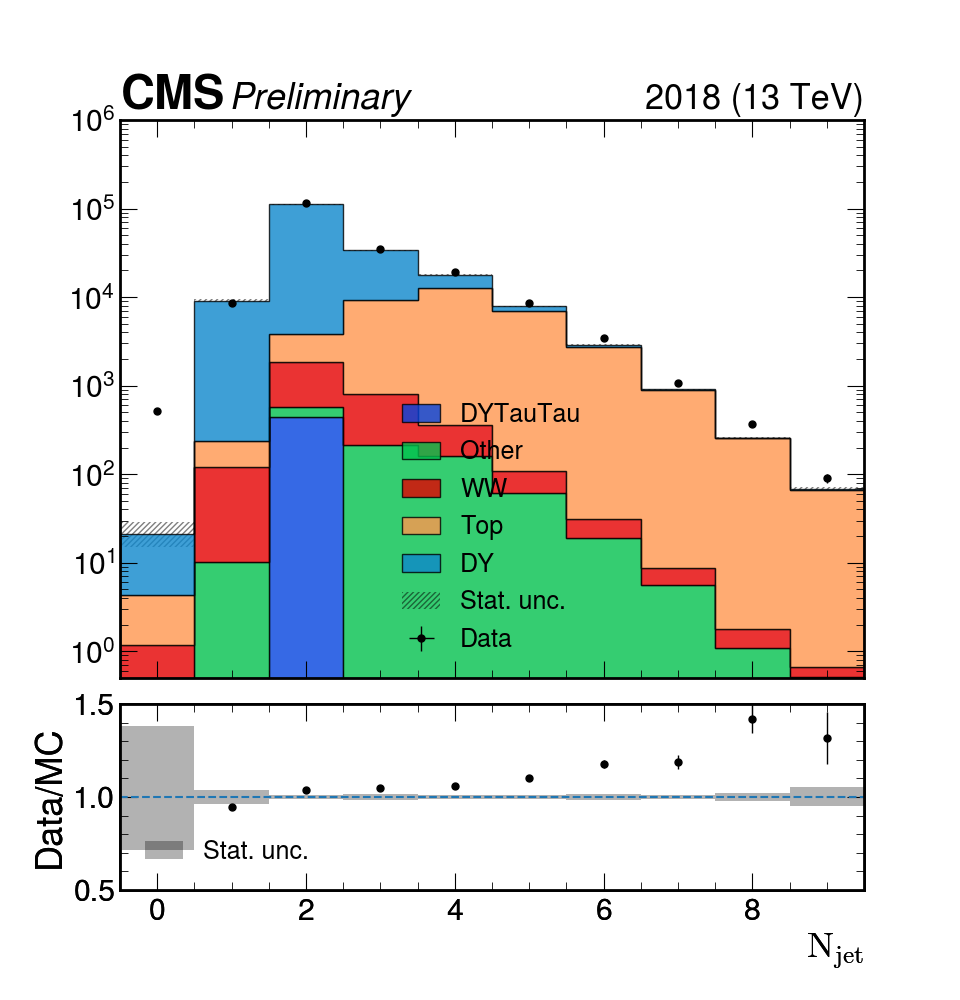 CMS Preliminary 2018 (13 TeV)
10^6
10^5
10^4
10^3
10^2
10^1
10^0
DYTauTau
Other
WW
Top
DY
Stat. unc.
Data
1.5
1.0
0.5
Data/MC
Stat. unc.
0 2 4 6 8
N_jet